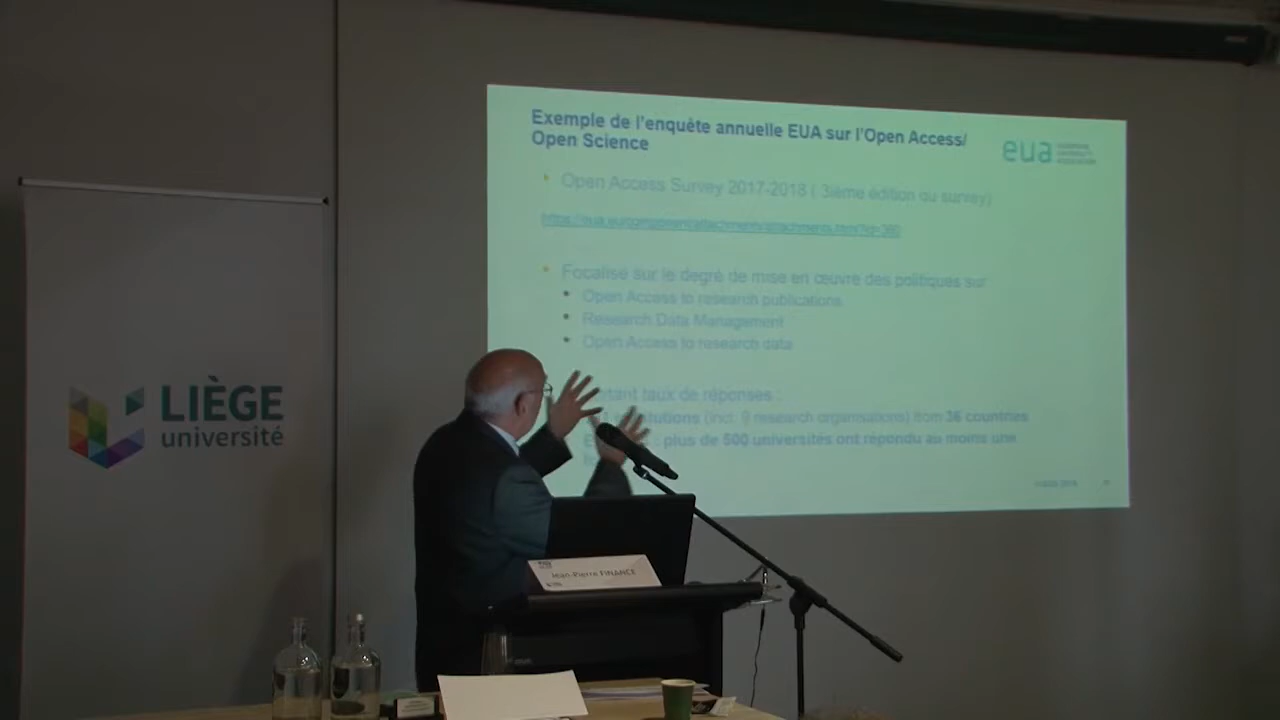 Exemple de l'enquête annuelle EUA sur l'Open Access/
Open Science
eua
Open Access Survey 2017-2018 ( 3ième édition du survey)
Focalisé sur le degré de mise en œuvre des politiques sur
Open Access to research publications
Research Data Management
Open Access to research data
taux de réponses :
(incl. 9 research organisations) from 36 countries
: plus de 500 universités ont répondu au moins une
LIÈGE
université
Jean-Pierre FINANCE